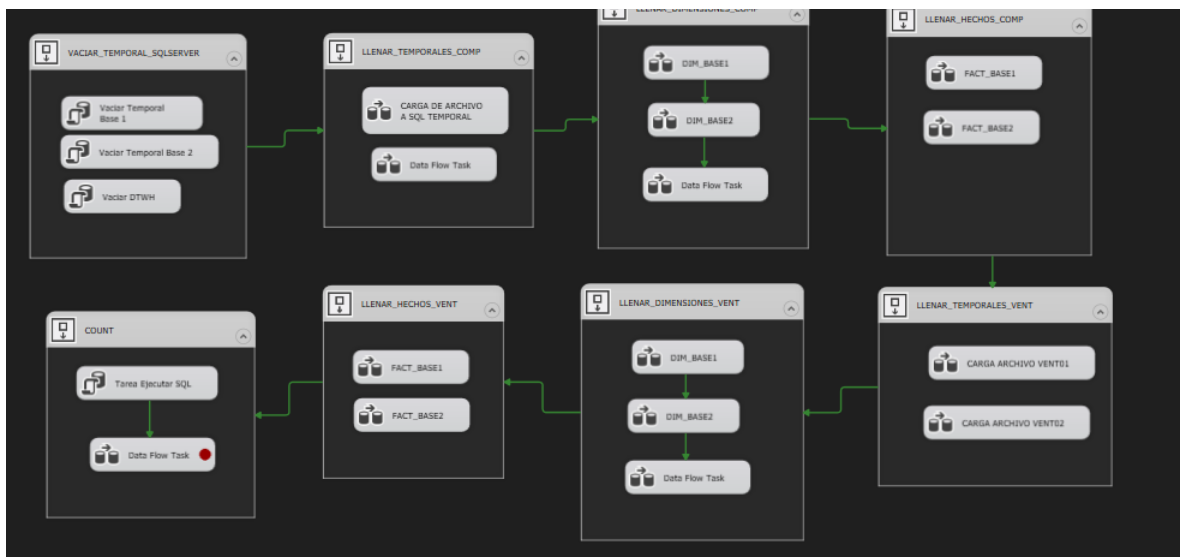 VACIAR_TEMPORAL_SQLSERVER
Vaciar Temporal
Base 1
Vaciar Temporal Base 2
Vaciar DTWH
LLENAR_TEMPORALES_COMP
CARGA DE ARCHIVO
A SQL TEMPORAL
Data Flow Task
LLENAR_DIMENSIONES_COMP
DIM_BASE1
DIM_BASE2
Data Flow Task
LLENAR_HECHOS_COMP
FACT_BASE1
FACT_BASE2
LLENAR_TEMPORALES_VENT
CARGA ARCHIVO VENT01
CARGA ARCHIVO VENT02
LLENAR_DIMENSIONES_VENT
DIM_BASE1
DIM_BASE2
Data Flow Task
LLENAR_HECHOS_VENT
FACT_BASE1
FACT_BASE2
COUNT
Tarea Ejecutar SQL
Data Flow Task